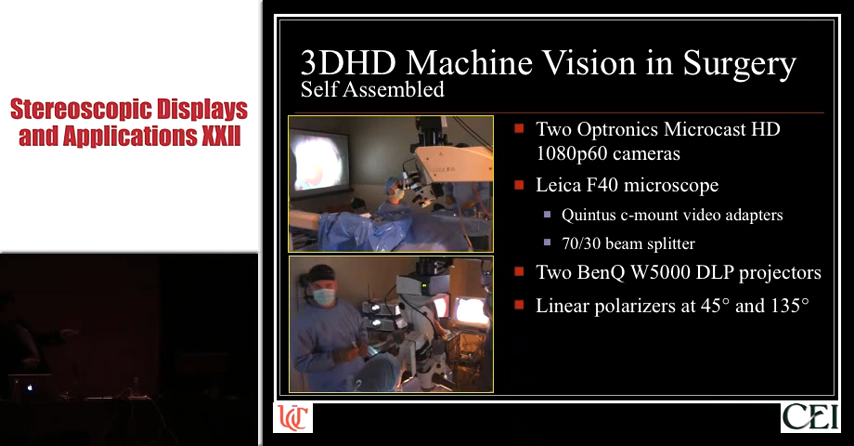 Stereoscopic Displays
and Applications XXII
3DHD Machine Vision in Surgery
Self Assembled
Two Optronics Microcast HD
1080p60 cameras
Leica F40 microscope
Quintus c-mount video adapters
70/30 beam splitter
Two BenQ W5000 DLP projectors
Linear polarizers at 45° and 135°
UC
CEI